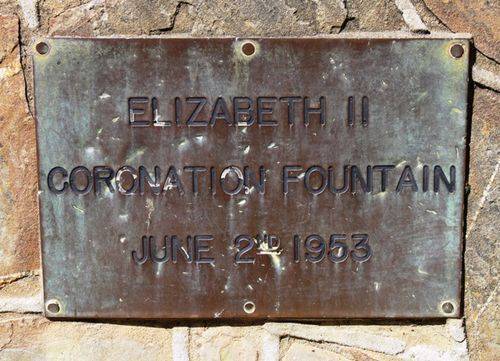 ELIZABETH II
CORONATION FOUNTAIN
JUNE 2ND 1953